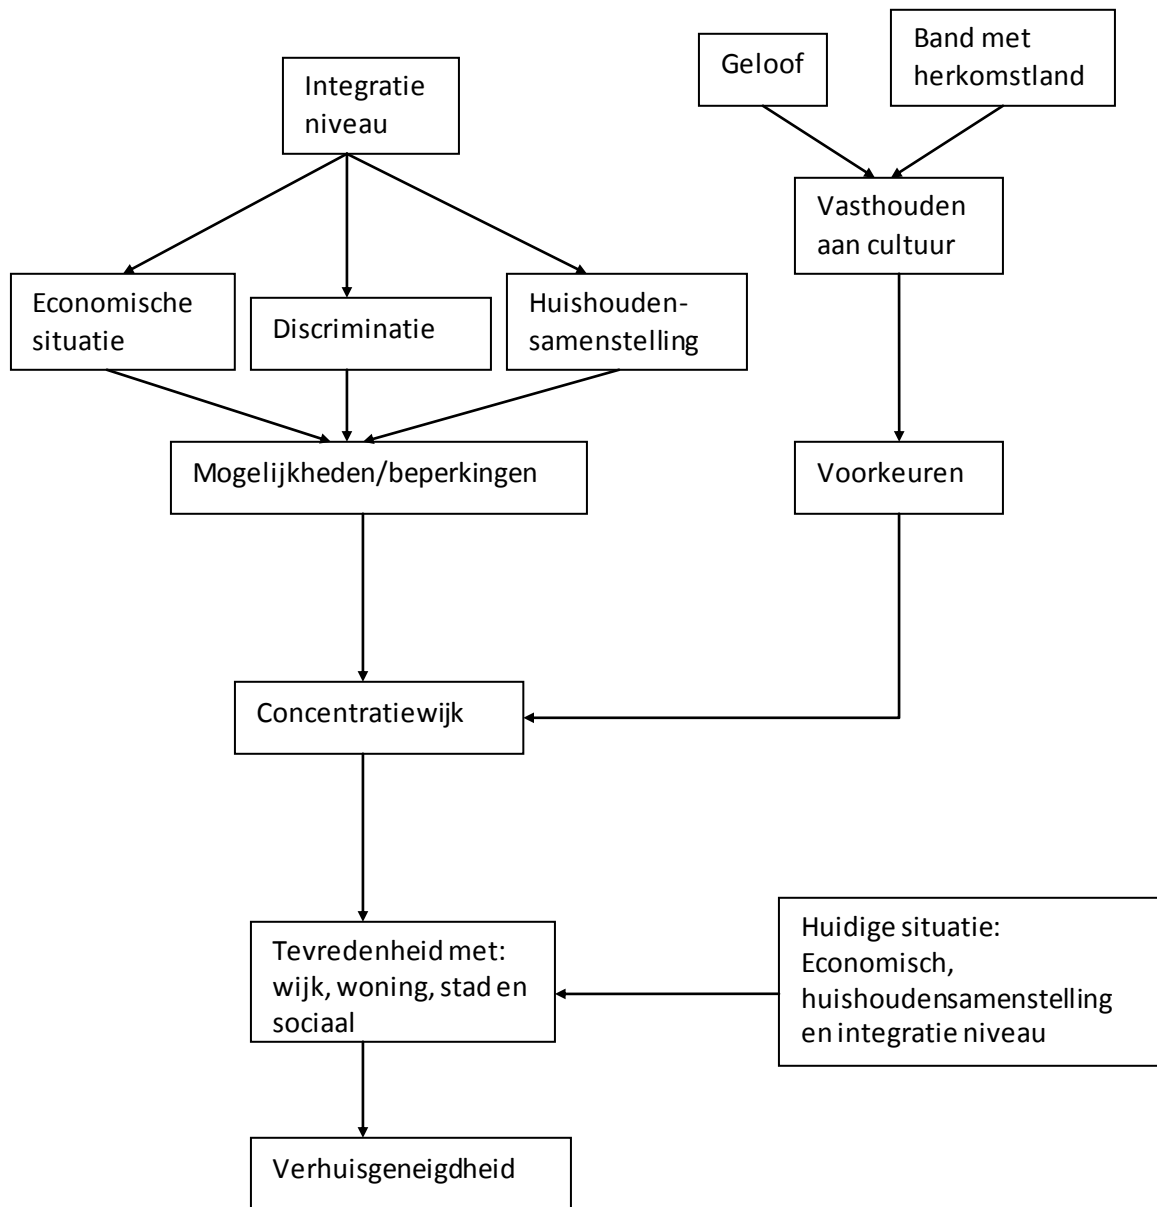 Integratie
niveau
Geloof
Band met
herkomstland
Vasthouden
aan cultuur
Economische
situatie
Discriminatie
Huishouden-
samenstelling
Mogelijkheden/beperkingen
Voorkeuren
Concentratiewijk
Tevredenheid met:
wijk, woning, stad en
sociaal
Huidige situatie:
Economisch,
huishoudensamenstelling
en integratie niveau
Verhuisgeneigdheid